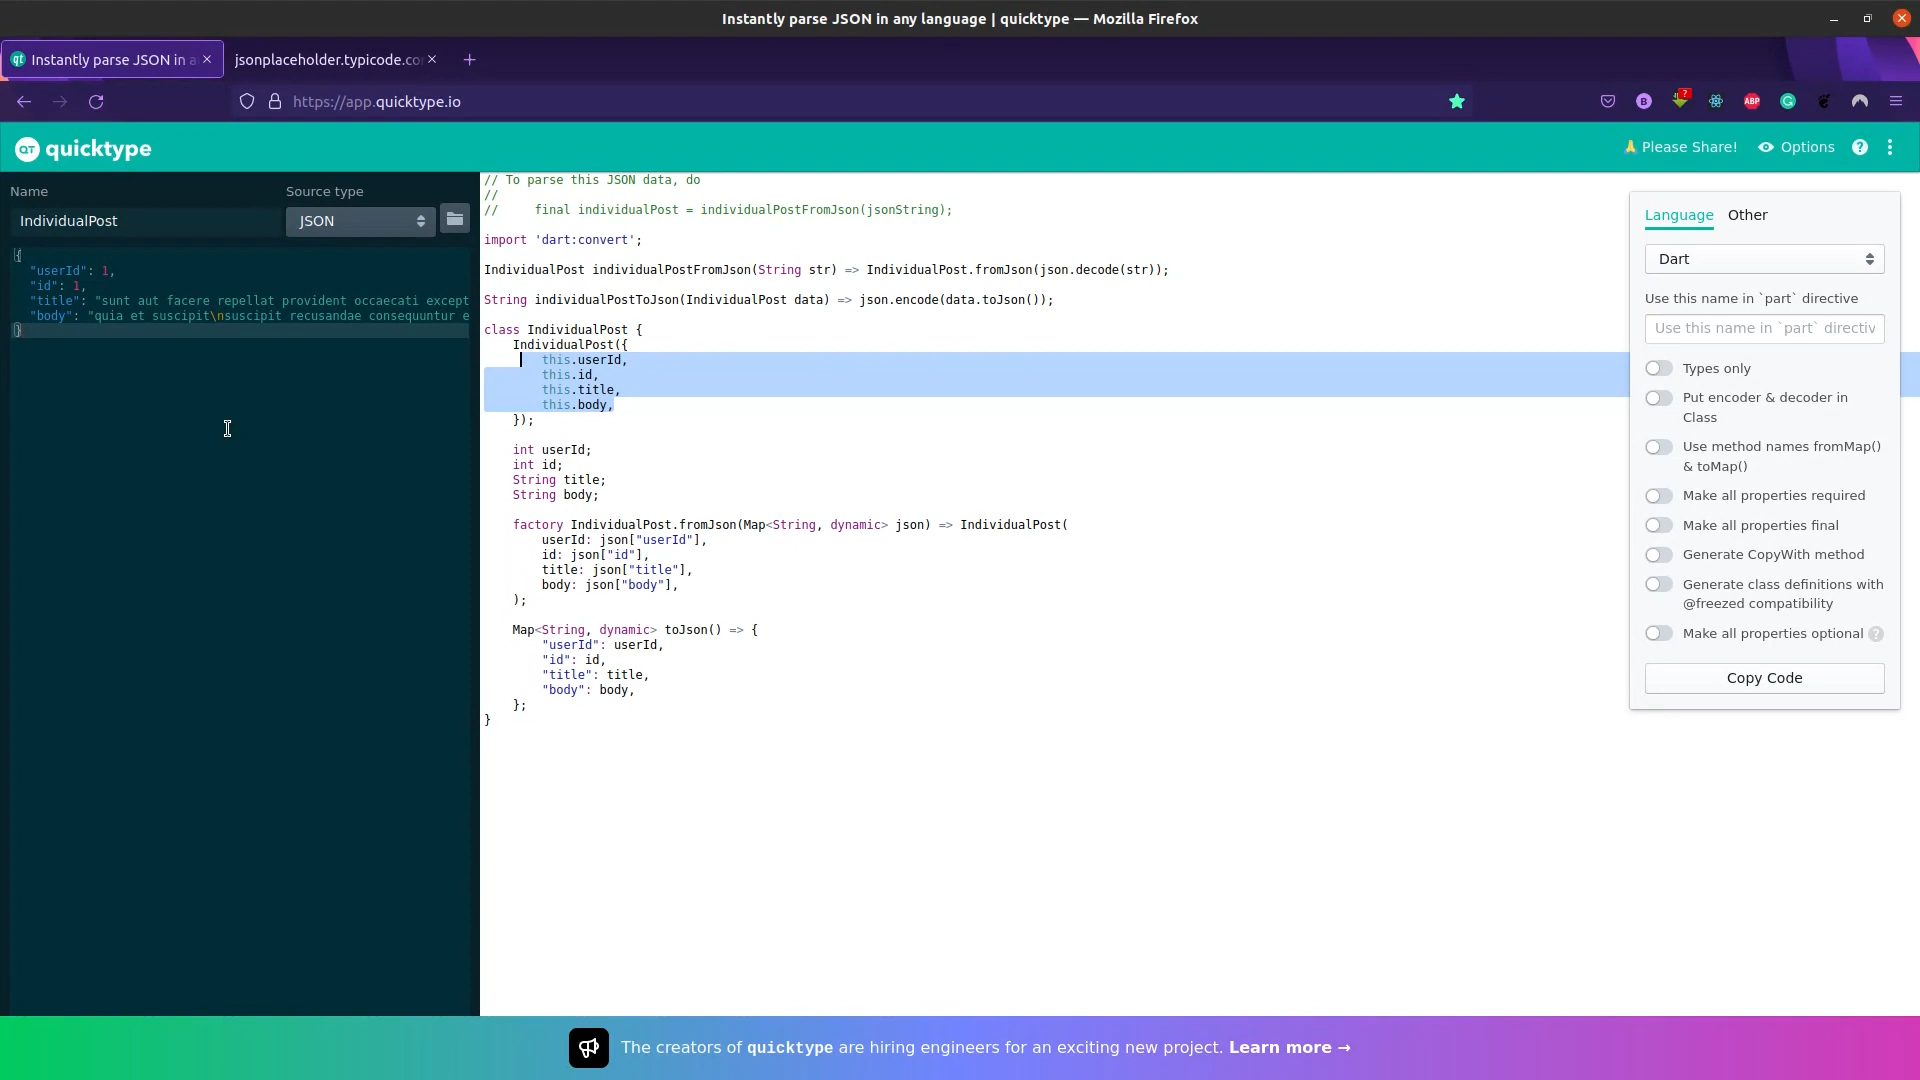 Instantly parse JSON in any language | quicktype — Mozilla Firefox
Instantly parse JSON in a
jsonplaceholder.typicode.co
https://app.quicktype.io
quicktype
Please Share!
Options
Name
Source type
IndividualPost
JSON
{
"userId": 1,
"id": 1,
"title": "sunt aut facere repellat provident occaecati except
"body": "quia et suscipit\nsuscipit recusandae consequuntur e
}
// To parse this JSON data, do
//
//     final individualPost = individualPostFromJson(jsonString);
import 'dart:convert';
IndividualPost individualPostFromJson(String str) => IndividualPost.fromJson(json.decode(str));
String individualPostToJson(IndividualPost data) => json.encode(data.toJson());
class IndividualPost {
    IndividualPost({
        this.userId,
        this.id,
        this.title,
        this.body,
    });
    int userId;
    int id;
    String title;
    String body;
    factory IndividualPost.fromJson(Map<String, dynamic> json) => IndividualPost(
        userId: json["userId"],
        id: json["id"],
        title: json["title"],
        body: json["body"],
    );
    Map<String, dynamic> toJson() => {
        "userId": userId,
        "id": id,
        "title": title,
        "body": body,
    };
}
Language
Other
Dart
Use this name in `part` directive
Use this name in `part` directiv
Types only
Put encoder & decoder in
Class
Use method names fromMap()
& toMap()
Make all properties required
Make all properties final
Generate CopyWith method
Generate class definitions with
@freezed compatibility
Make all properties optional ?
Copy Code
The creators of quicktype are hiring engineers for an exciting new project. Learn more →